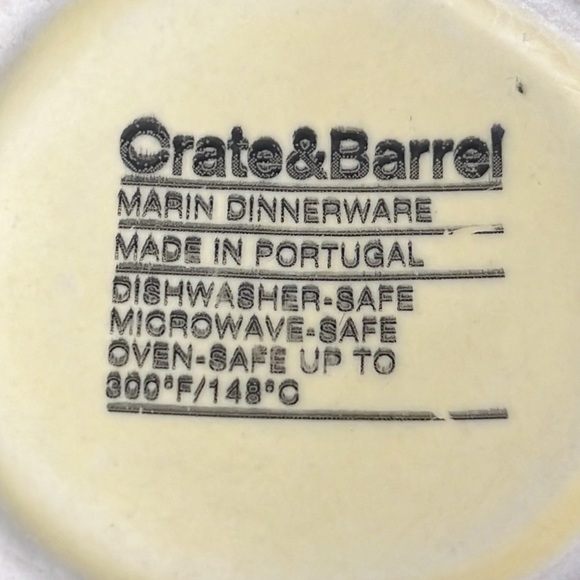 Crate&Barrel
MARIN DINNERWARE
MADE IN PORTUGAL
DISHWASHER-SAFE
MICROWAVE-SAFE
OVEN-SAFE UP TO
300°F/148°C